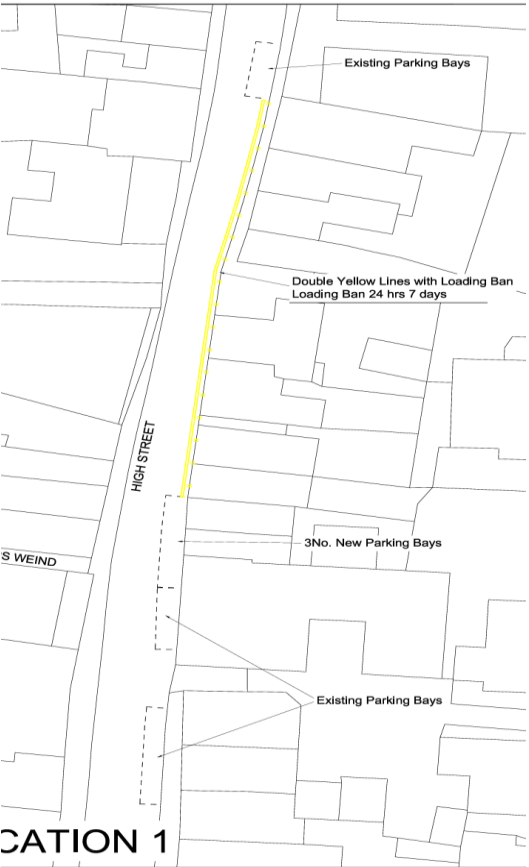 Existing Parking Bays
Double Yellow Lines with Loading Ban
Loading Ban 24 hrs 7 days
HIGH STREET
3No. New Parking Bays
S WEIND
Existing Parking Bays
CATION 1